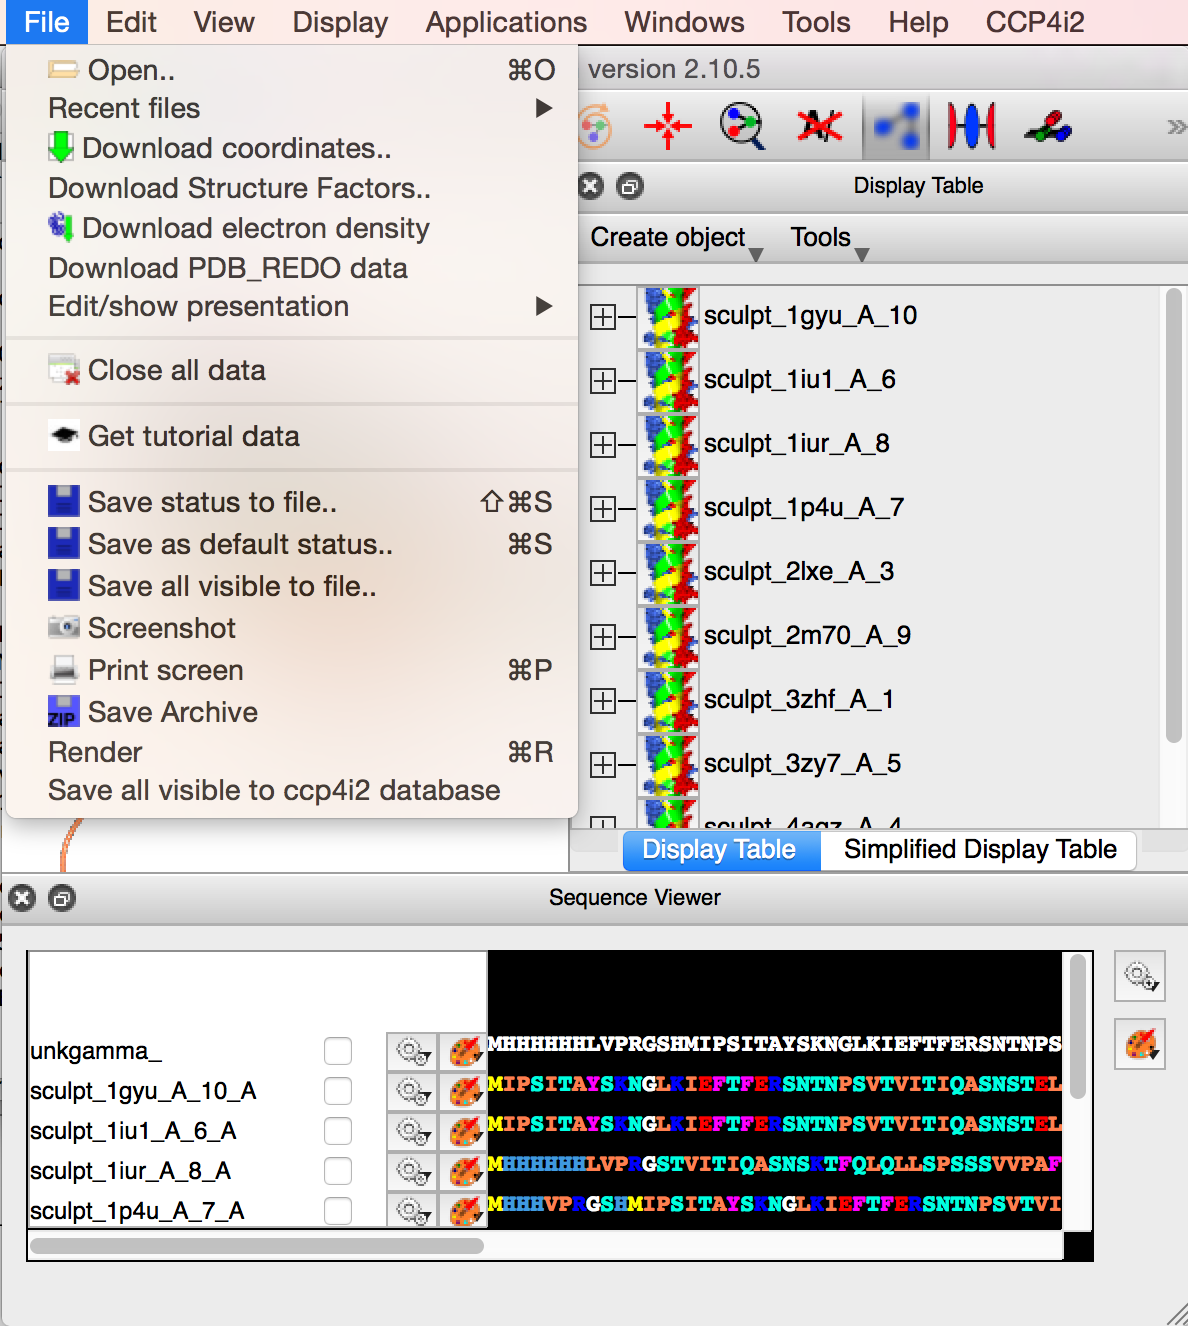 File Edit View Display Applications Windows Tools Help CCP4i2
Open.. ⌘O
Recent files ▶
Download coordinates..
Download Structure Factors..
Download electron density
Download PDB_REDO data
Edit/show presentation ▶
Close all data
Get tutorial data
Save status to file.. ⇧⌘S
Save as default status.. ⌘S
Save all visible to file..
Screenshot
Print screen ⌘P
ZIP Save Archive
Render ⌘R
Save all visible to ccp4i2 database
version 2.10.5
Display Table
Create object Tools
sculpt_1gyu_A_10
sculpt_1iu1_A_6
sculpt_1iur_A_8
sculpt_1p4u_A_7
sculpt_2lxe_A_3
sculpt_2m70_A_9
sculpt_3zhf_A_1
sculpt_3zy7_A_5
sculpt_4agz_A_4
Display Table Simplified Display Table
Sequence Viewer
unkgamma_ MHHHHHHLVPRGSHMIPSITAYSKNGLKIEFTFERSNTNPS
sculpt_1gyu_A_10_A MIPSITAYSKNGLKIEFTFERSNTNPSVTVITIQASNSTEL
sculpt_1iu1_A_6_A MIPSITAYSKNGLKIEFTFERSNTNPSVTVITIQASNSTEL
sculpt_1iur_A_8_A MHHHHHHLVPRGSTVITIQASNSKTFQLQLLSPSSSVVPAF
sculpt_1p4u_A_7_A MHHHVPRGSHMIPSITAYSKNGLKIEFTFERSNTNPSVTVI